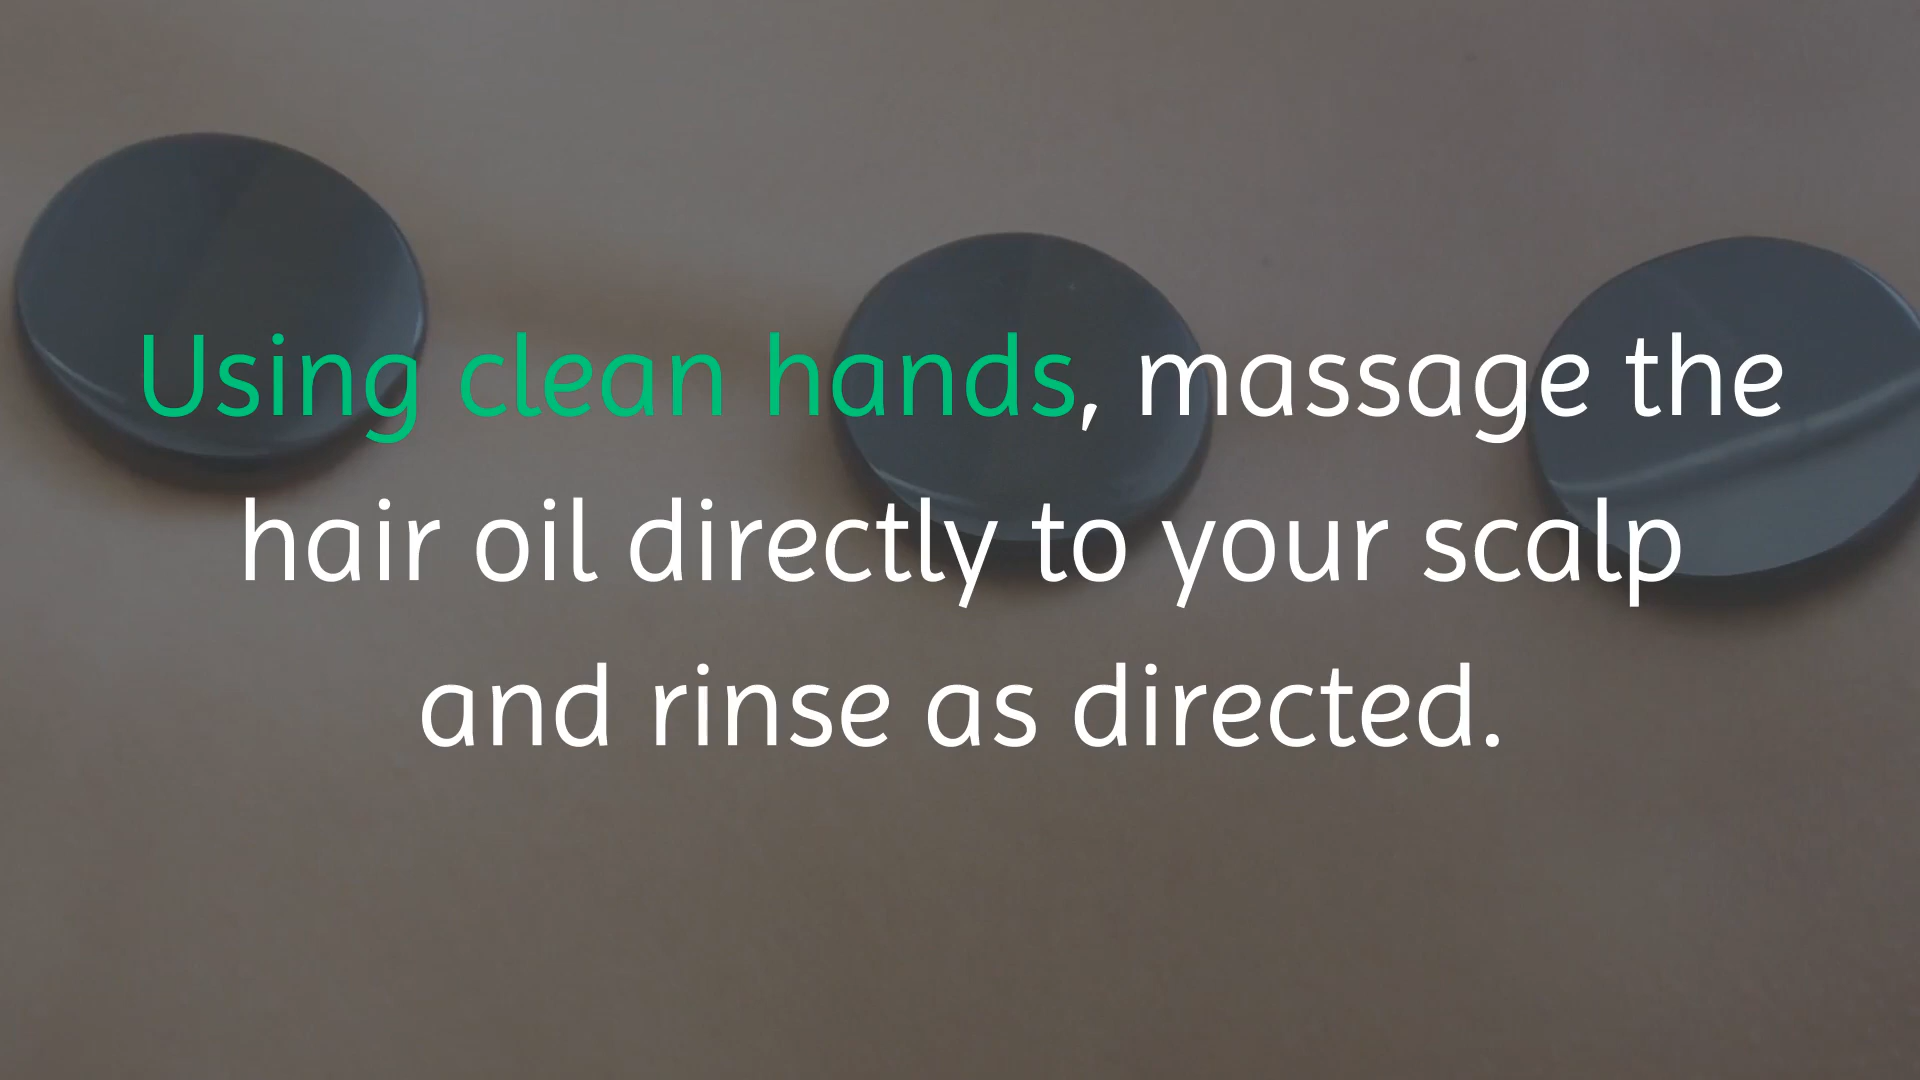 Using clean hands, massage the
hair oil directly to your scalp
and rinse as directed.